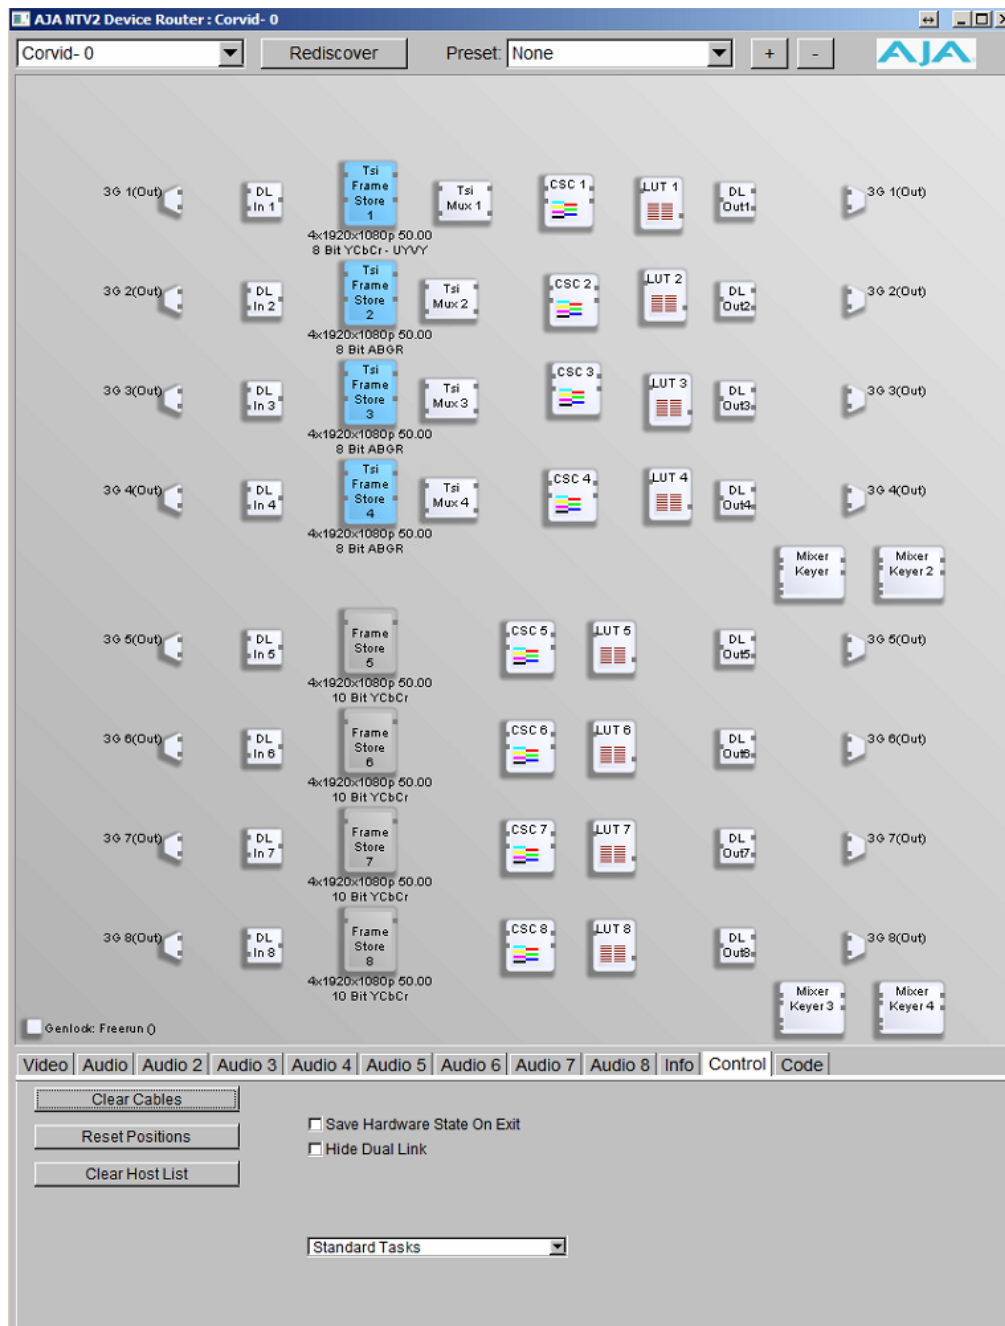 AJA NTV2 Device Router : Corvid- 0
Corvid- 0
Rediscover
Preset: None
+
-
AJA
3G 1(Out)
DL
In 1
Tsi
Frame
Store
1
4x1920x1080p 50.00
8 Bit YCbCr - UYVY
Tsi
Mux 1
CSC 1
LUT 1
DL
Out1
3G 1(Out)
3G 2(Out)
DL
In 2
Tsi
Frame
Store
2
4x1920x1080p 50.00
8 Bit ABGR
Tsi
Mux 2
CSC 2
LUT 2
DL
Out2
3G 2(Out)
3G 3(Out)
DL
In 3
Tsi
Frame
Store
3
4x1920x1080p 50.00
8 Bit ABGR
Tsi
Mux 3
CSC 3
LUT 3
DL
Out3
3G 3(Out)
3G 4(Out)
DL
In 4
Tsi
Frame
Store
4
4x1920x1080p 50.00
8 Bit ABGR
Tsi
Mux 4
CSC 4
LUT 4
DL
Out4
3G 4(Out)
Mixer
Keyer
Mixer
Keyer 2
3G 5(Out)
DL
In 5
Frame
Store
5
4x1920x1080p 50.00
10 Bit YCbCr
CSC 5
LUT 5
DL
Out5
3G 5(Out)
3G 6(Out)
DL
In 6
Frame
Store
6
4x1920x1080p 50.00
10 Bit YCbCr
CSC 6
LUT 6
DL
Out6
3G 6(Out)
3G 7(Out)
DL
In 7
Frame
Store
7
4x1920x1080p 50.00
10 Bit YCbCr
CSC 7
LUT 7
DL
Out7
3G 7(Out)
3G 8(Out)
DL
In 8
Frame
Store
8
4x1920x1080p 50.00
10 Bit YCbCr
CSC 8
LUT 8
DL
Out8
3G 8(Out)
Mixer
Keyer 3
Mixer
Keyer 4
Genlock: Freerun ()
Video Audio Audio 2 Audio 3 Audio 4 Audio 5 Audio 6 Audio 7 Audio 8 Info Control Code
Clear Cables
Reset Positions
Clear Host List
Save Hardware State On Exit
Hide Dual Link
Standard Tasks